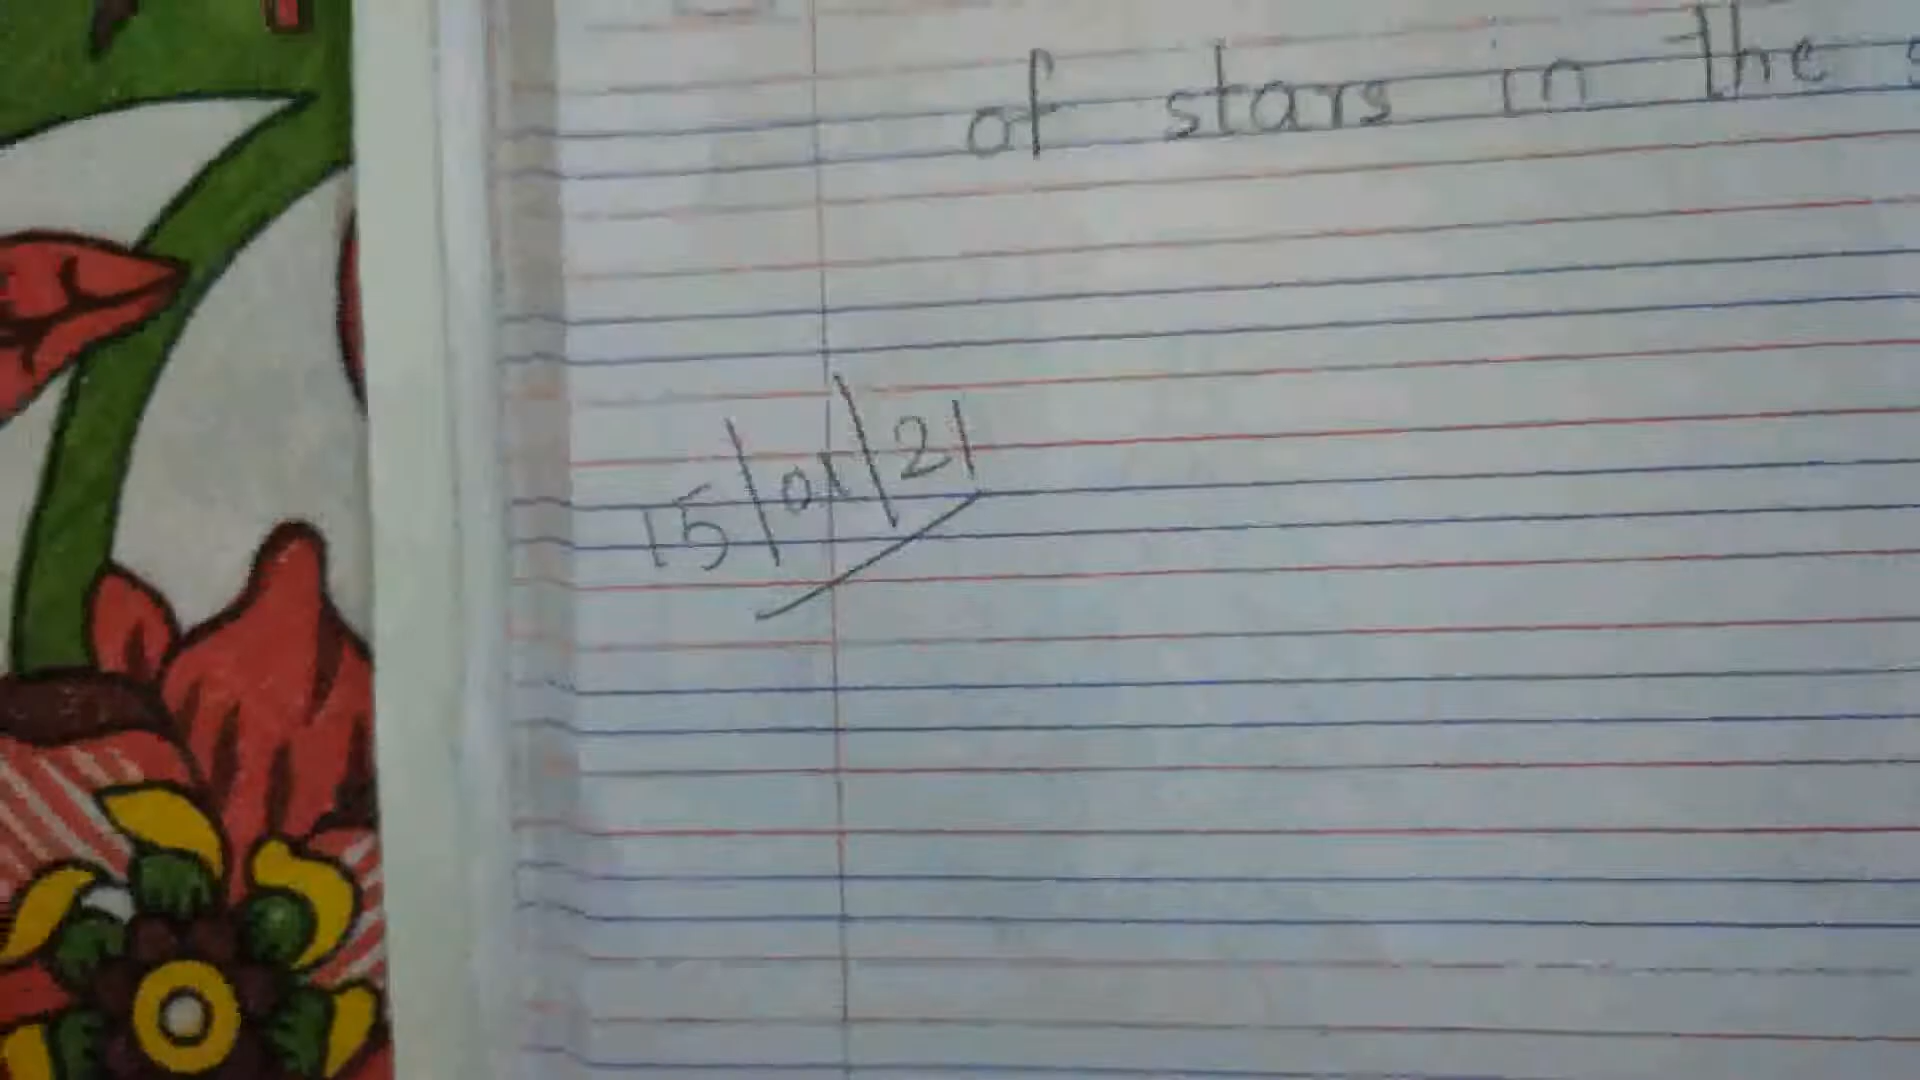 of stars in the
15/01/21